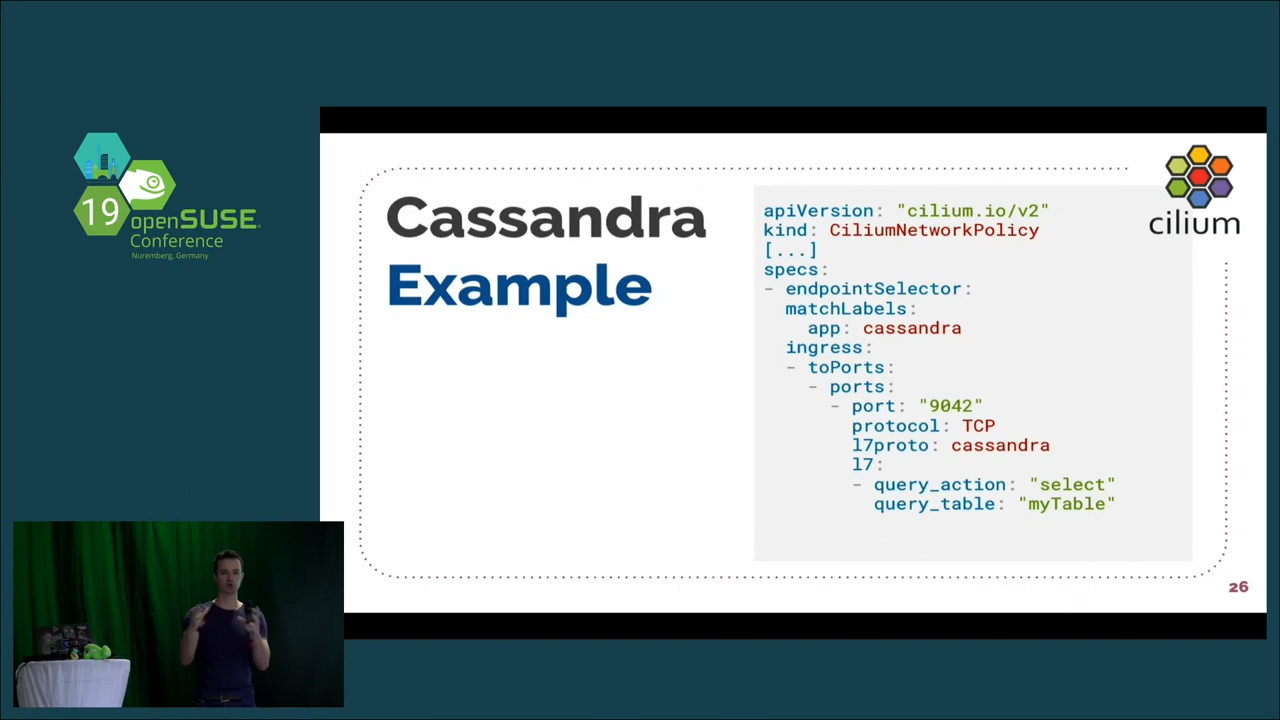 19
openSUSE
Conference
Nuremberg, Germany
Cassandra
Example
apiVersion: "cilium.io/v2"
kind: CiliumNetworkPolicy
[...]
specs:
- endpointSelector:
  matchLabels:
    app: cassandra
  ingress:
  - toPorts:
    - ports:
      - port: "9042"
        protocol: TCP
        l7proto: cassandra
        l7:
        - query_action: "select"
          query_table: "myTable"
cilium
26